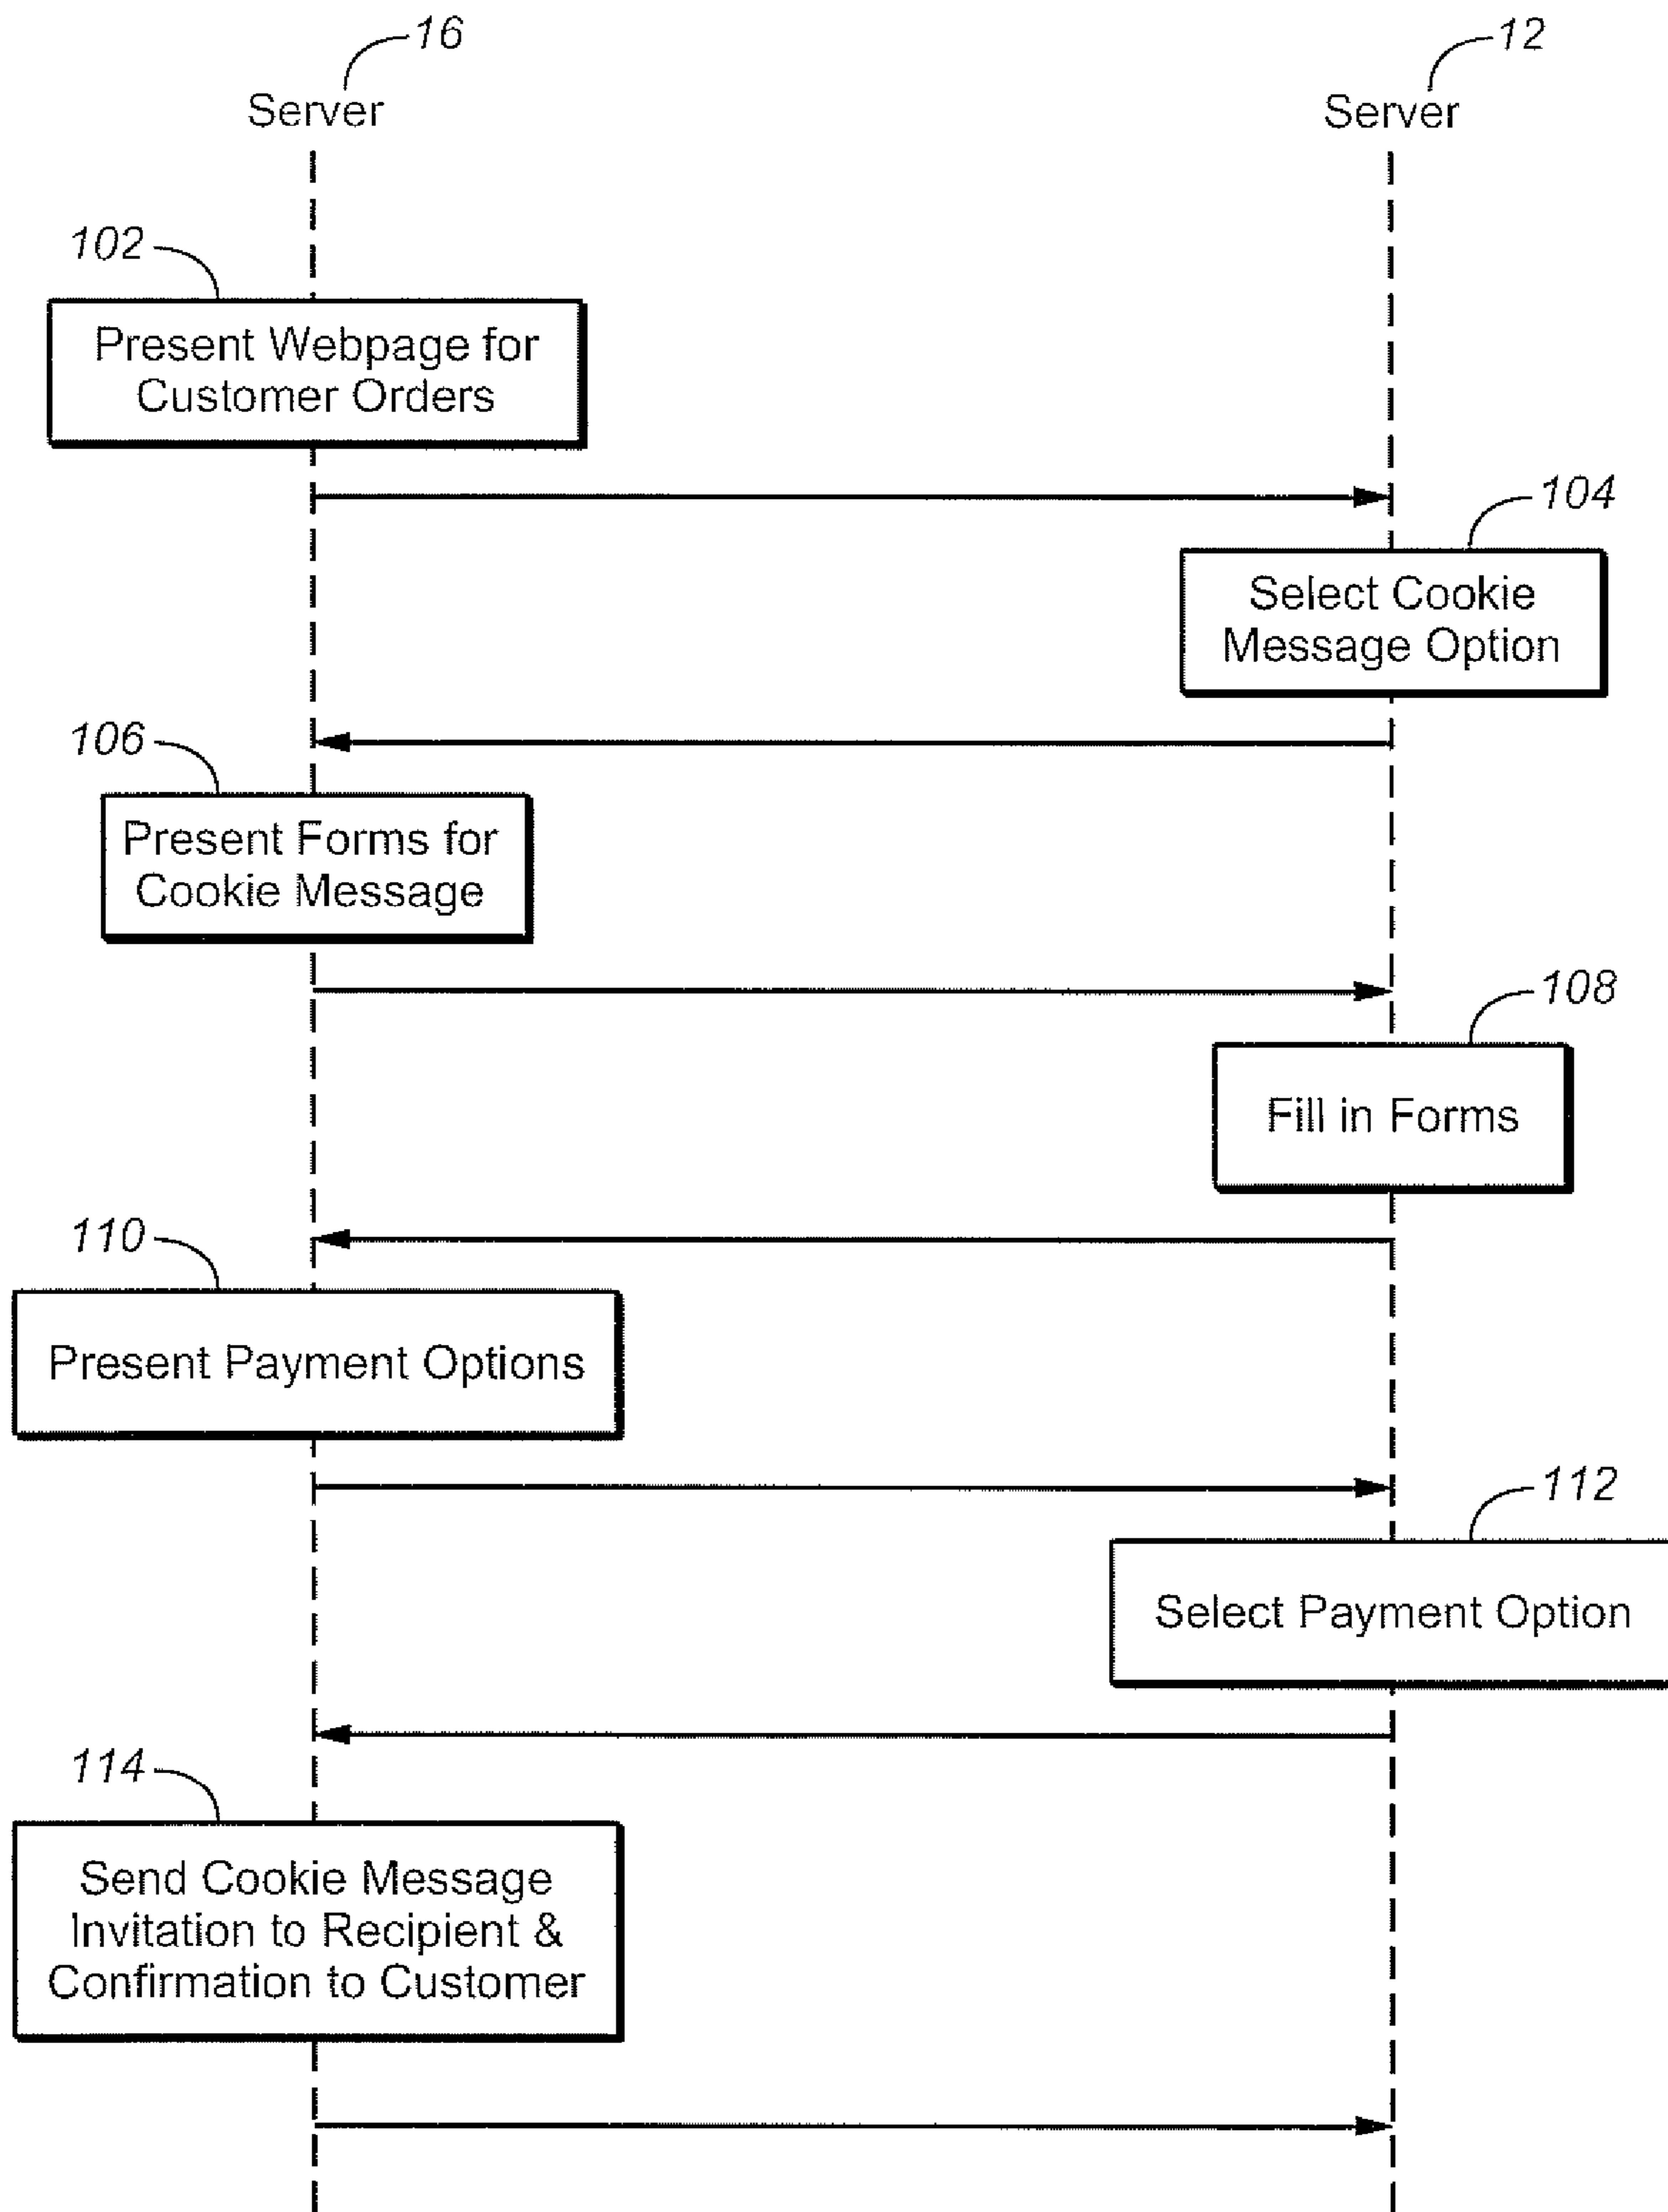 16
12
Server
Server
102
Present Webpage for
Customer Orders
104
Select Cookie
Message Option
106
Present Forms for
Cookie Message
108
Fill in Forms
110
Present Payment Options
112
Select Payment Option
114
Send Cookie Message
Invitation to Recipient &
Confirmation to Customer